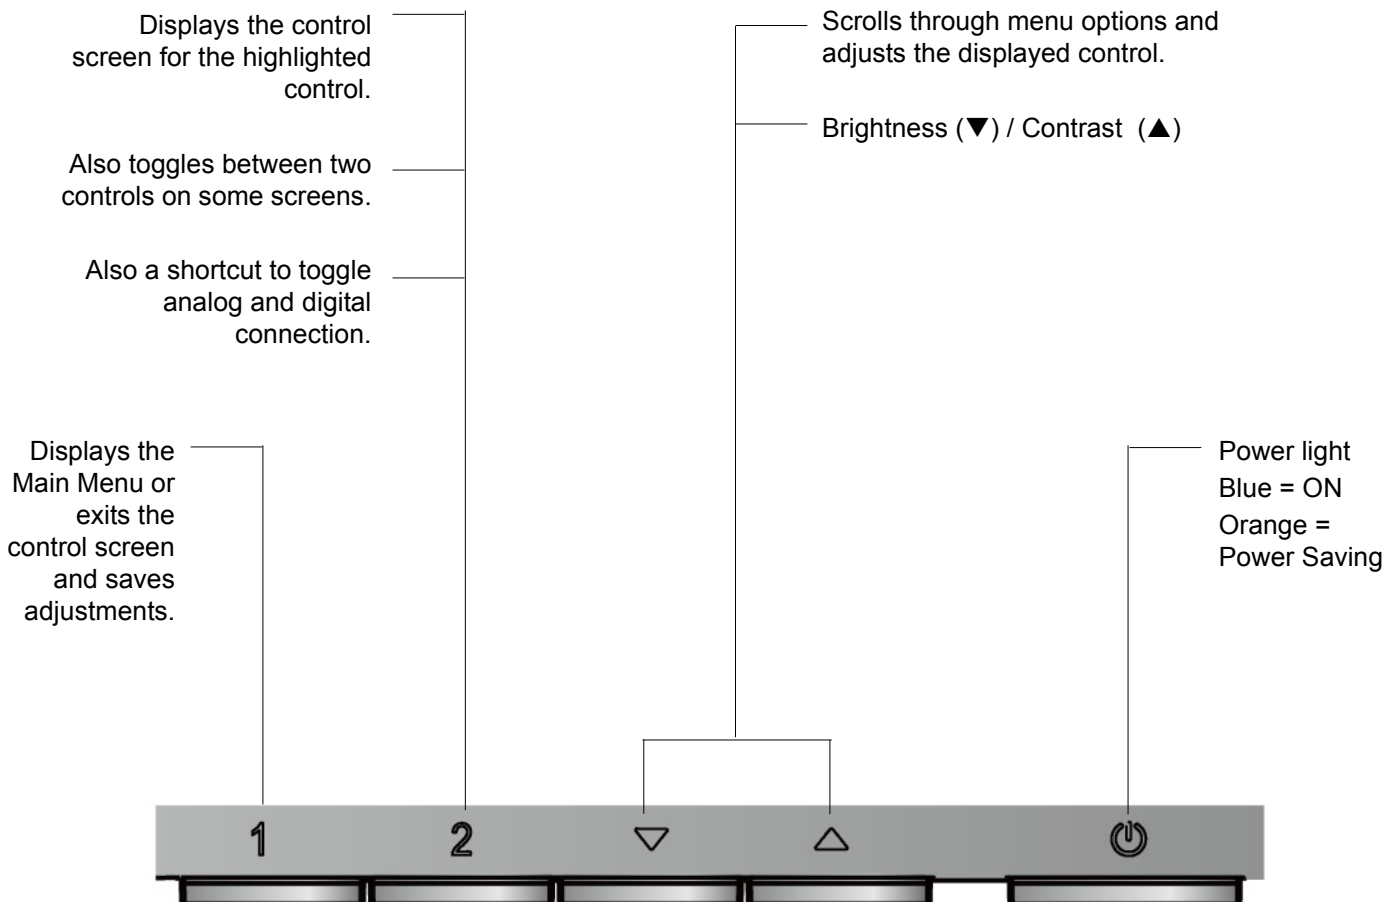 Displays the control
screen for the highlighted
control.
Also toggles between two
controls on some screens.
Also a shortcut to toggle
analog and digital
connection.
Scrolls through menu options and
adjusts the displayed control.
Brightness (▼) / Contrast (▲)
Displays the
Main Menu or
exits the
control screen
and saves
adjustments.
Power light
Blue = ON
Orange =
Power Saving
1 2 ▽ △ ⏻